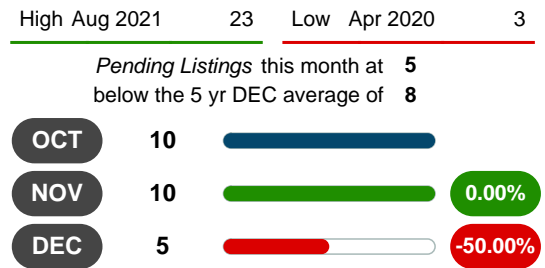 High Aug 2021 23 Low Apr 2020 3
Pending Listings this month at 5
below the 5 yr DEC average of 8
OCT 10
NOV 10 0.00%
DEC 5 -50.00%